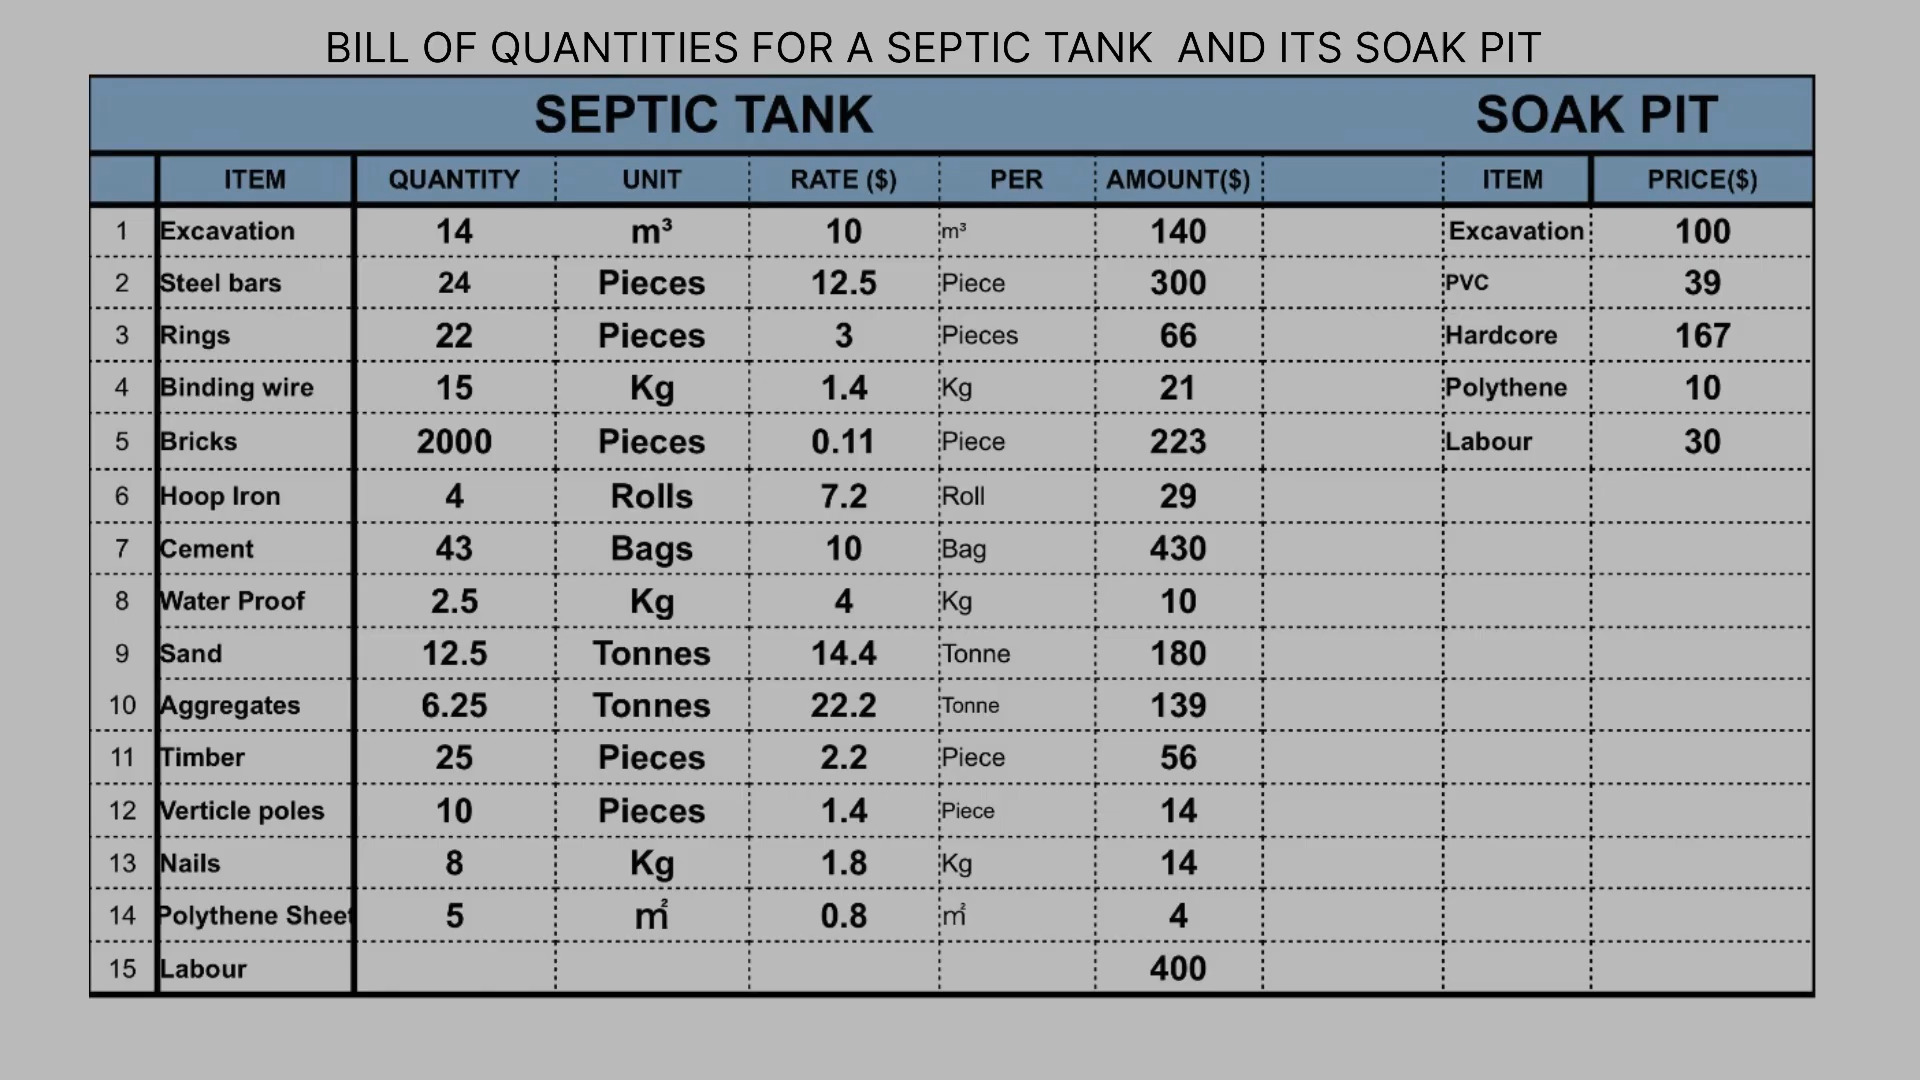 BILL OF QUANTITIES FOR A SEPTIC TANK AND ITS SOAK PIT
SEPTIC TANK SOAK PIT
ITEM QUANTITY UNIT RATE ($) PER AMOUNT($) ITEM PRICE($)
1 Excavation 14 m³ 10 m³ 140 Excavation 100
2 Steel bars 24 Pieces 12.5 Piece 300 PVC 39
3 Rings 22 Pieces 3 Pieces 66 Hardcore 167
4 Binding wire 15 Kg 1.4 Kg 21 Polythene 10
5 Bricks 2000 Pieces 0.11 Piece 223 Labour 30
6 Hoop Iron 4 Rolls 7.2 Roll 29
7 Cement 43 Bags 10 Bag 430
8 Water Proof 2.5 Kg 4 Kg 10
9 Sand 12.5 Tonnes 14.4 Tonne 180
10 Aggregates 6.25 Tonnes 22.2 Tonne 139
11 Timber 25 Pieces 2.2 Piece 56
12 Verticle poles 10 Pieces 1.4 Piece 14
13 Nails 8 Kg 1.8 Kg 14
14 Polythene Sheet 5 m² 0.8 m² 4
15 Labour 400